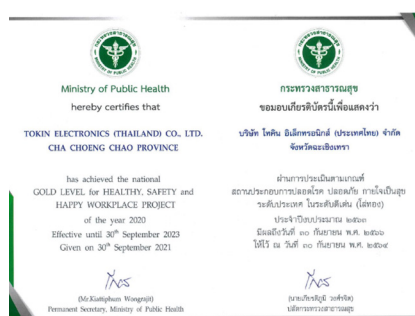 Ministry of Public Health
hereby certifies that
TOKIN ELECTRONICS (THAILAND) CO., LTD.
CHA CHOENG CHAO PROVINCE
has achieved the national
GOLD LEVEL for HEALTHY, SAFETY and
HAPPY WORKPLACE PROJECT
of the year 2020
Effective until 30th September 2023
Given on 30th September 2021
(Mr.Kiattiphum Wongrajit)
Permanent Secretary, Ministry of Public Health
กระทรวงสาธารณสุข
ขอมอบเกียรติบัตรนี้เพื่อแสดงว่า
บริษัท โทคิน อิเล็กทรอนิกส์ (ประเทศไทย) จำกัด
จังหวัดฉะเชิงเทรา
ผ่านการประเมินตามเกณฑ์
สถานประกอบการปลอดโรค ปลอดภัย กายใจเป็นสุข
ระดับประเทศ ในระดับดีเด่น (โล่ทอง)
ประจำปีงบประมาณ ๒๕๖๓
มีผลถึงวันที่ ๓๐ กันยายน พ.ศ. ๒๕๖๖
ให้ไว้ ณ วันที่ ๓๐ กันยายน พ.ศ. ๒๕๖๔
(นายเกียรติภูมิ วงศ์รจิต)
ปลัดกระทรวงสาธารณสุข